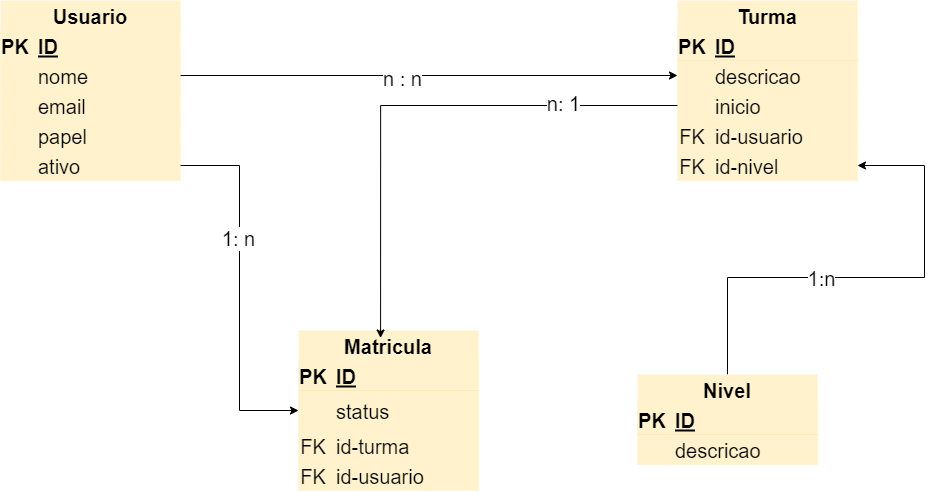 Usuario
PK ID
nome
email
papel
ativo
n : n
n: 1
Turma
PK ID
descricao
inicio
FK id-usuario
FK id-nivel
1: n
1:n
Matricula
PK ID
status
FK id-turma
FK id-usuario
Nivel
PK ID
descricao